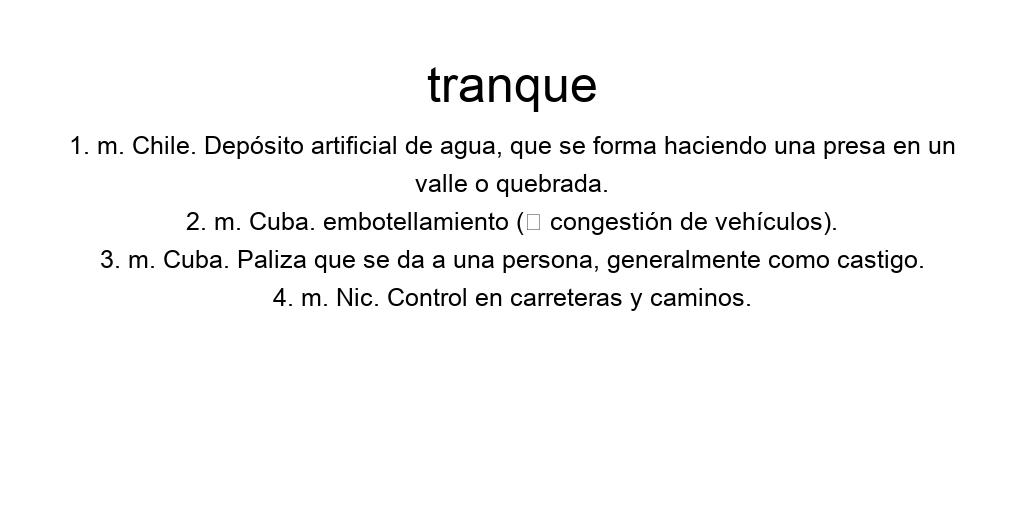 tranque
1. m. Chile. Depósito artificial de agua, que se forma haciendo una presa en un
valle o quebrada.
2. m. Cuba. embotellamiento (□ congestión de vehículos).
3. m. Cuba. Paliza que se da a una persona, generalmente como castigo.
4. m. Nic. Control en carreteras y caminos.